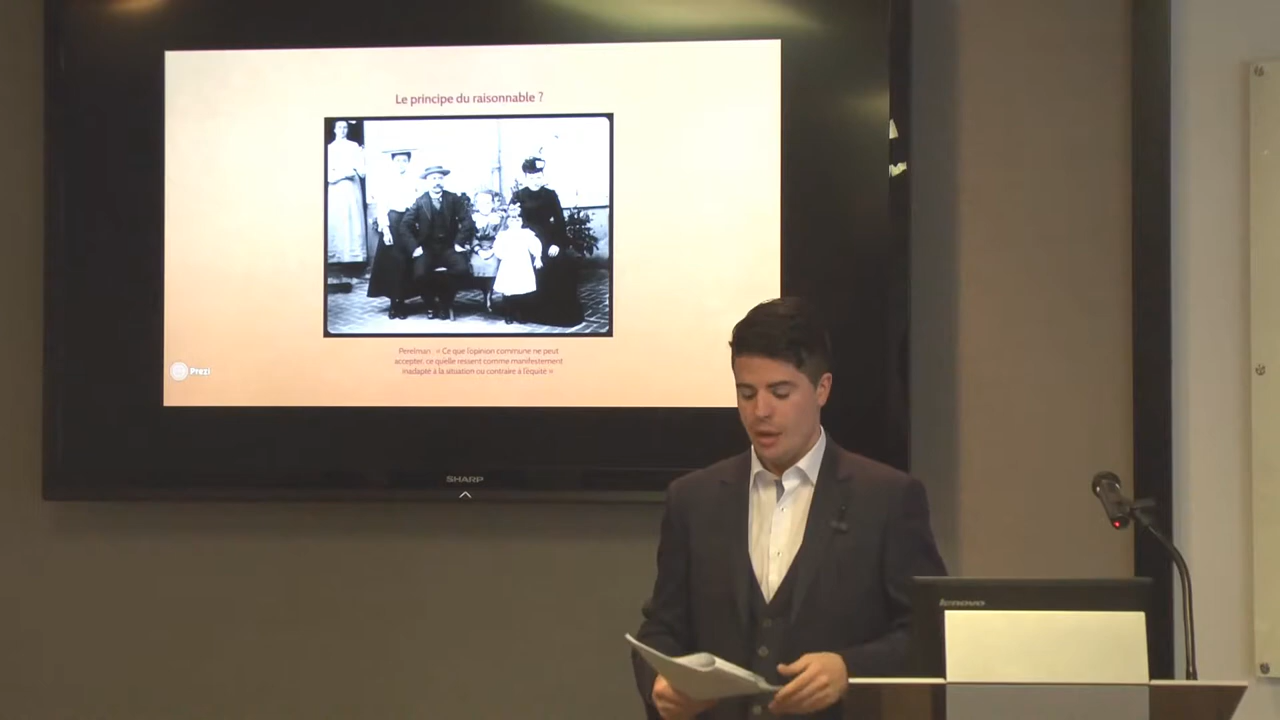 Le principe du raisonnable ?
Perelman : « Ce que l'opinion commune ne peut
accepter, ce qu'elle ressent comme manifestement
inadapté à la situation ou contraire à l'équité »
Prezi
SHARP
lenovo